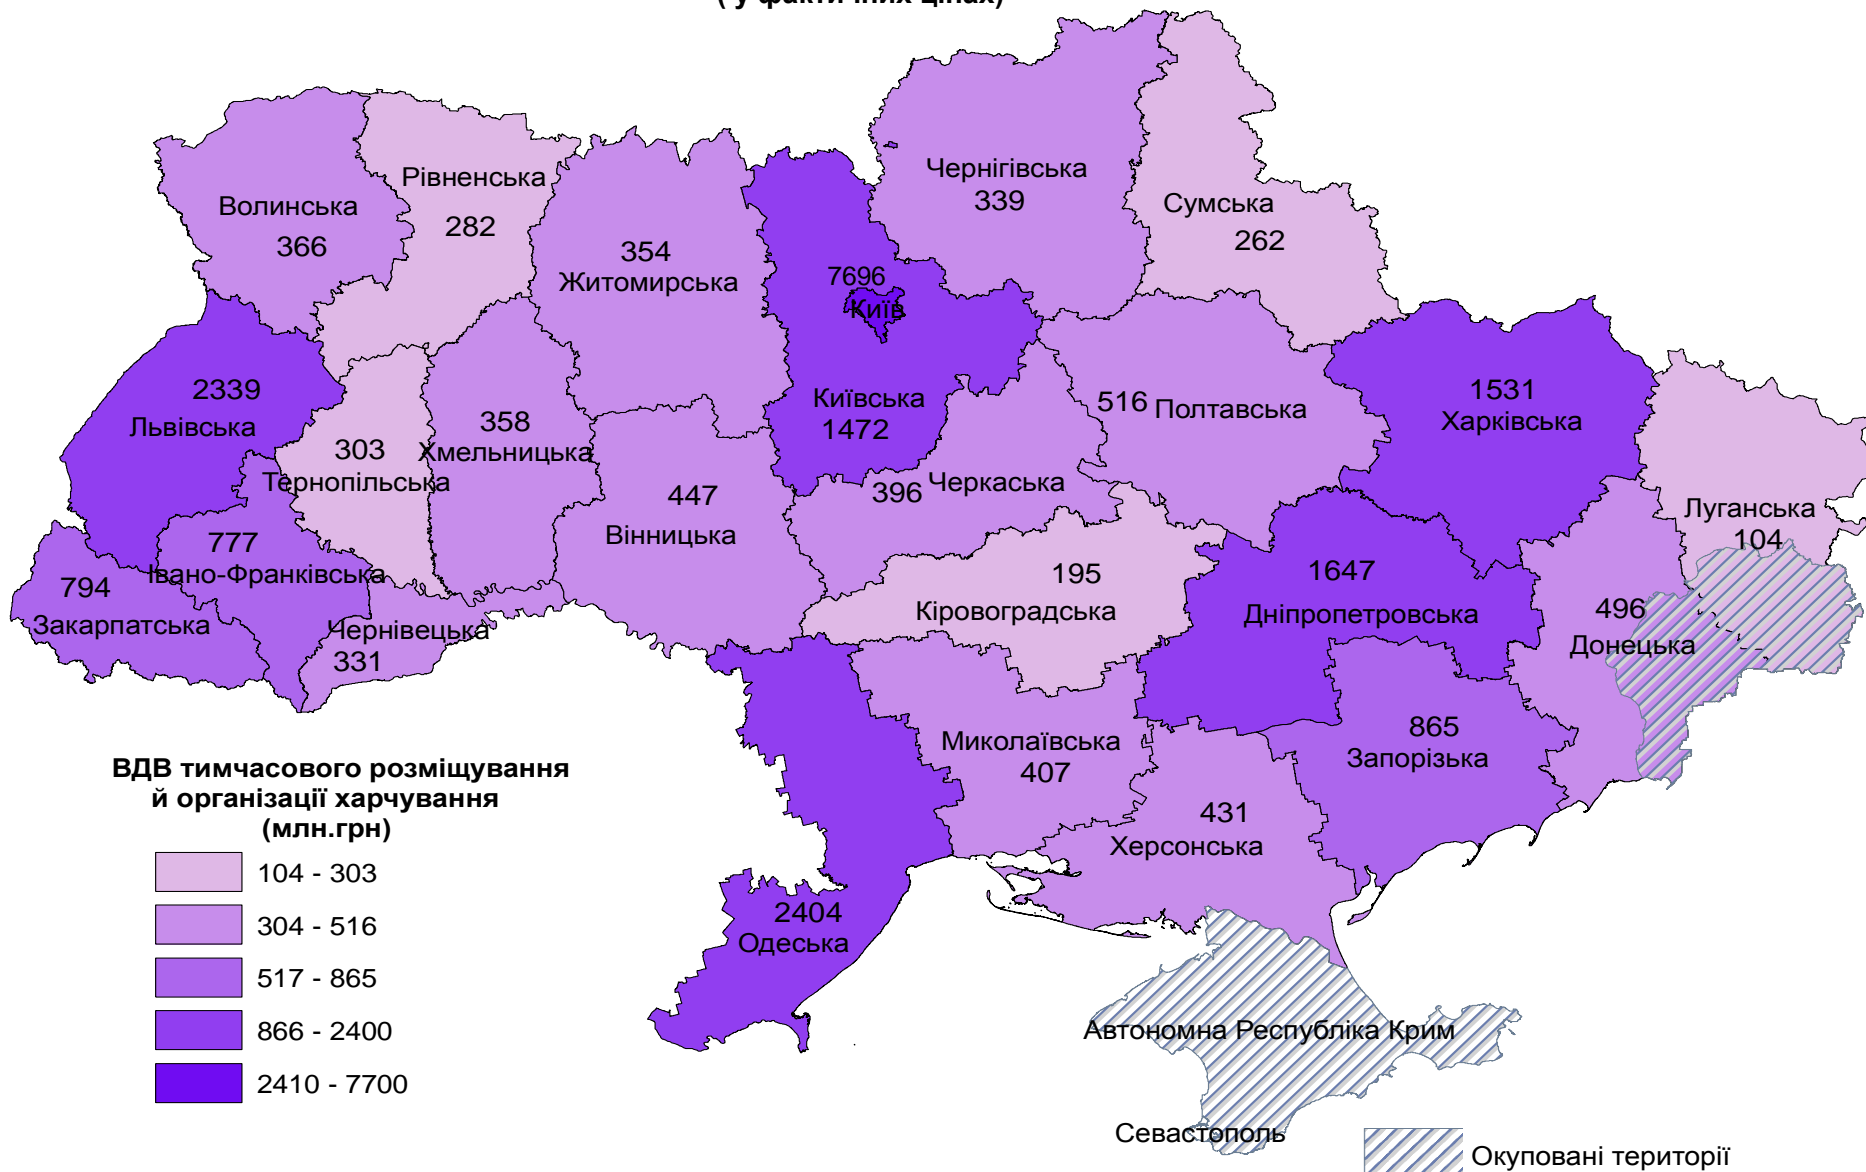 ( у фактичних цінах)
Волинська
366
Рівненська
282
354
Житомирська
7696
Київ
Чернігівська
339
Сумська
262
2339
Львівська
303
Тернопільська
358
Хмельницька
447
Вінницька
Київська
1472
396 Черкаська
516 Полтавська
1531
Харківська
Луганська
104
777
Івано-Франківська
794
Закарпатська
Чернівецька
331
195
Кіровоградська
1647
Дніпропетровська
496
Донецька
Миколаївська
407
865
Запорізька
431
Херсонська
2404
Одеська
Автономна Республіка Крим
Севастополь
ВДВ тимчасового розміщування
й організації харчування
(млн.грн)
104 - 303
304 - 516
517 - 865
866 - 2400
2410 - 7700
Окуповані території